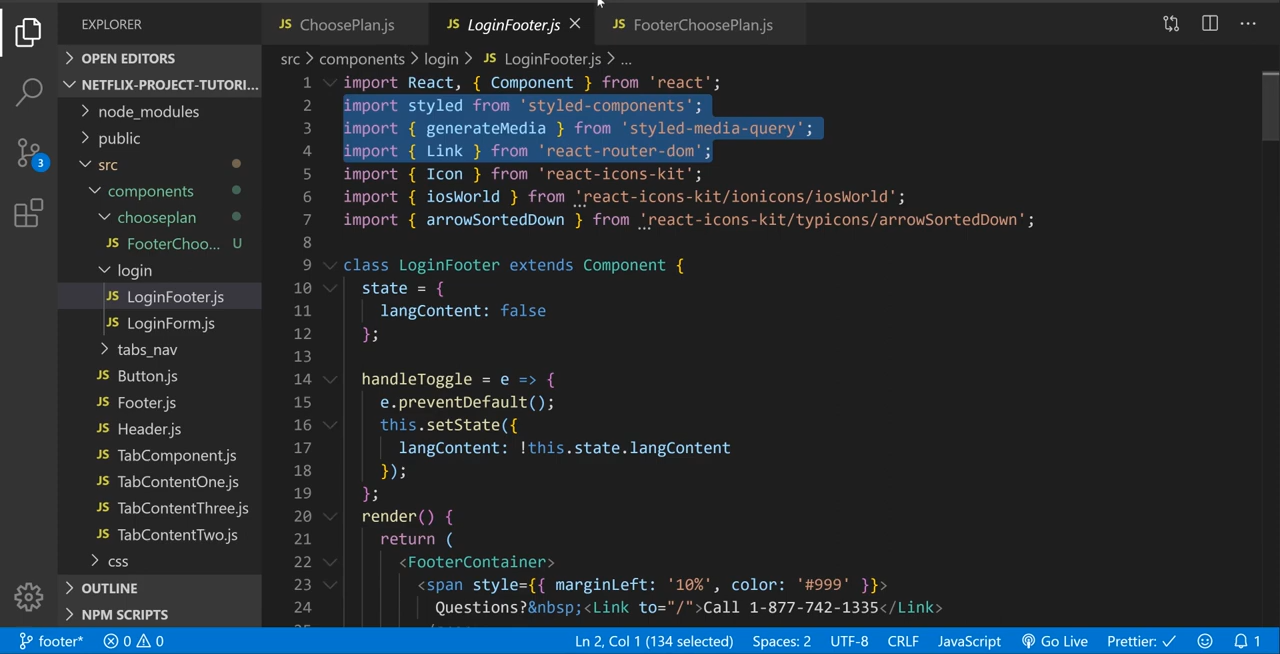 EXPLORER
JS ChoosePlan.js
JS LoginFooter.js
JS FooterChoosePlan.js
OPEN EDITORS
NETFLIX-PROJECT-TUTORI...
node_modules
public
src
components
chooseplan
JS FooterChoo... U
login
JS LoginFooter.js
JS LoginForm.js
tabs_nav
JS Button.js
JS Footer.js
JS Header.js
JS TabComponent.js
JS TabContentOne.js
JS TabContentThree.js
JS TabContentTwo.js
css
OUTLINE
NPM SCRIPTS
3
src > components > login > JS LoginFooter.js > ...
1 import React, { Component } from 'react';
2 import styled from 'styled-components';
3 import { generateMedia } from 'styled-media-query';
4 import { Link } from 'react-router-dom';
5 import { Icon } from 'react-icons-kit';
6 import { iosWorld } from 'react-icons-kit/ionicons/iosWorld';
7 import { arrowSortedDown } from 'react-icons-kit/typicons/arrowSortedDown';
8
9 class LoginFooter extends Component {
10 state = {
11 langContent: false
12 };
13
14 handleToggle = e => {
15 e.preventDefault();
16 this.setState({
17 langContent: !this.state.langContent
18 });
19 };
20 render() {
21 return (
22 <FooterContainer>
23 <span style={{ marginLeft: '10%', color: '#999' }}>
24 Questions?&nbsp;<Link to="/">Call 1-877-742-1335</Link>
footer* 0 0 Ln 2, Col 1 (134 selected) Spaces: 2 UTF-8 CRLF JavaScript Go Live Prettier: ✓ 1